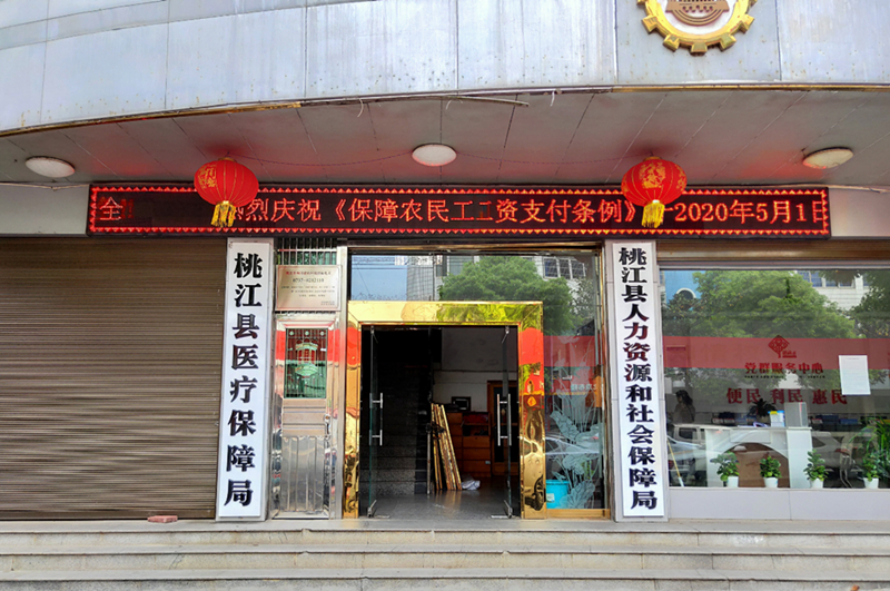 全 热烈庆祝《保障农民工工资支付条例》 2020年5月1日
桃江县医疗保障局
桃江县人力资源和社会保障局
党群服务中心
便民 利民 惠民